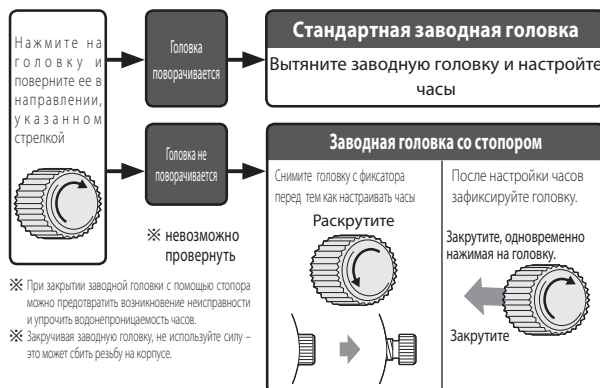 Нажмите на
головку и
поверните ее в
направлении,
указанном
стрелкой
Головка
поворачивается
Стандартная заводная головка
Вытяните заводную головку и настройте
часы
Головка не
поворачивается
※ невозможно
провернуть
Заводная головка со стопором
Снимите головку с фиксатора
перед тем как настраивать часы
Раскрутите
После настройки часов
зафиксируйте головку.
Закрутите, одновременно
нажимая на головку.
Закрутите
※ При закрытии заводной головки с помощью стопора
можно предотвратить возникновение неисправности
и упрочить водонепроницаемость часов.
※ Закручивая заводную головку, не используйте силу –
это может сбить резьбу на корпусе.